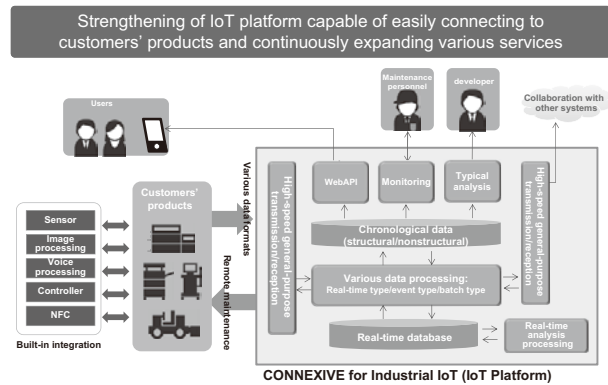 Strengthening of IoT platform capable of easily connecting to
customers' products and continuously expanding various services
Users
Maintenance
personnel
developer
Collaboration with
other systems
WebAPI
Monitoring
Typical
analysis
High-speed general-purpose
transmission/reception
High-speed general-purpose
transmission/reception
Chronological data
(structural/nonstructural)
Various data processing:
Real-time type/event type/batch type
Real-time database
Real-time
analysis
processing
Various data formats
Remote maintenance
Customers'
products
Sensor
Image
processing
Voice
processing
Controller
NFC
Built-in integration
CONNEXIVE for Industrial IoT (IoT Platform)